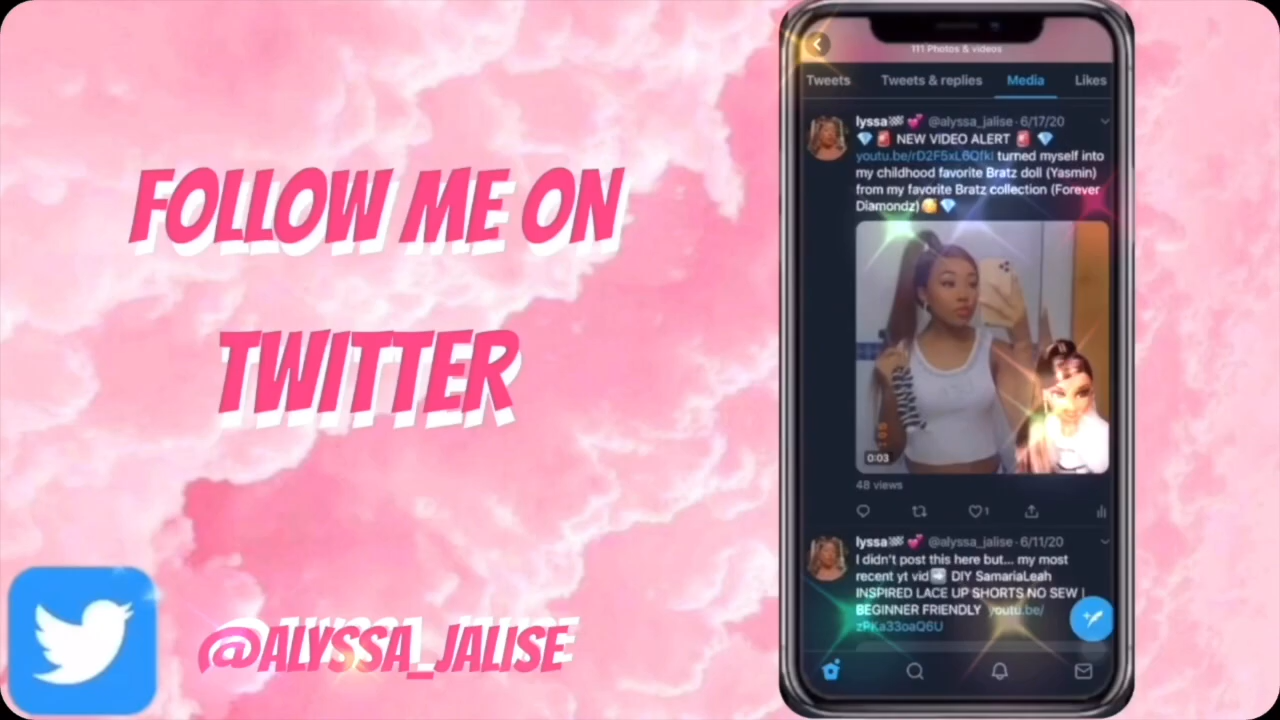 FOLLOW ME ON
TWITTER
@ALYSSA_JALISE
111 Photos & videos
Tweets Tweets & replies Media Likes
lyssa🏁💕 @alyssa_jalise · 6/17/20
💎 🚨 NEW VIDEO ALERT 🚨 💎
youtu.be/rD2F5xL6OfkI turned myself into
my childhood favorite Bratz doll (Yasmin)
from my favorite Bratz collection (Forever
Diamondz)🥰💎
0:03
48 views
1
lyssa🏁💕 @alyssa_jalise · 6/11/20
I didn't post this here but... my most
recent yt vid➡️ DIY SamariaLeah
INSPIRED LACE UP SHORTS NO SEW |
BEGINNER FRIENDLY youtu.be/
zPKa33oaQ6U